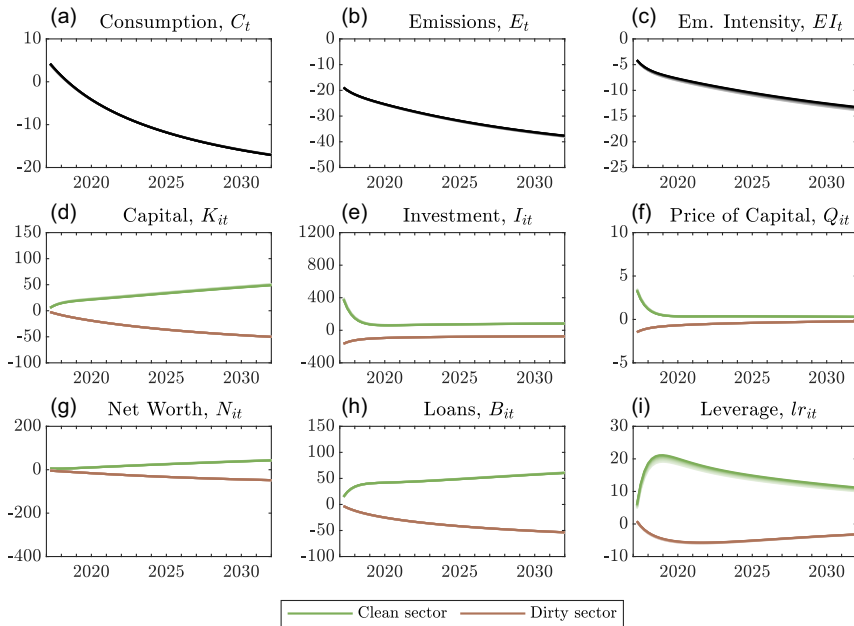 (a) Consumption, C_t
5
0
-10
-20
2020 2025 2030
(b) Emissions, E_t
0
-10
-20
-30
-40
-50
2020 2025 2030
(c) Em. Intensity, EI_t
0
-5
-10
-15
-20
-25
2020 2025 2030
(d) Capital, K_it
150
100
50
0
-50
-100
2020 2025 2030
(e) Investment, I_it
1200
800
400
0
-400
2020 2025 2030
(f) Price of Capital, Q_it
10
5
0
-5
2020 2025 2030
(g) Net Worth, N_it
200
0
-200
-400
2020 2025 2030
(h) Loans, B_it
150
100
50
0
-50
-100
2020 2025 2030
(i) Leverage, lr_it
30
20
10
0
-10
2020 2025 2030
Clean sector Dirty sector